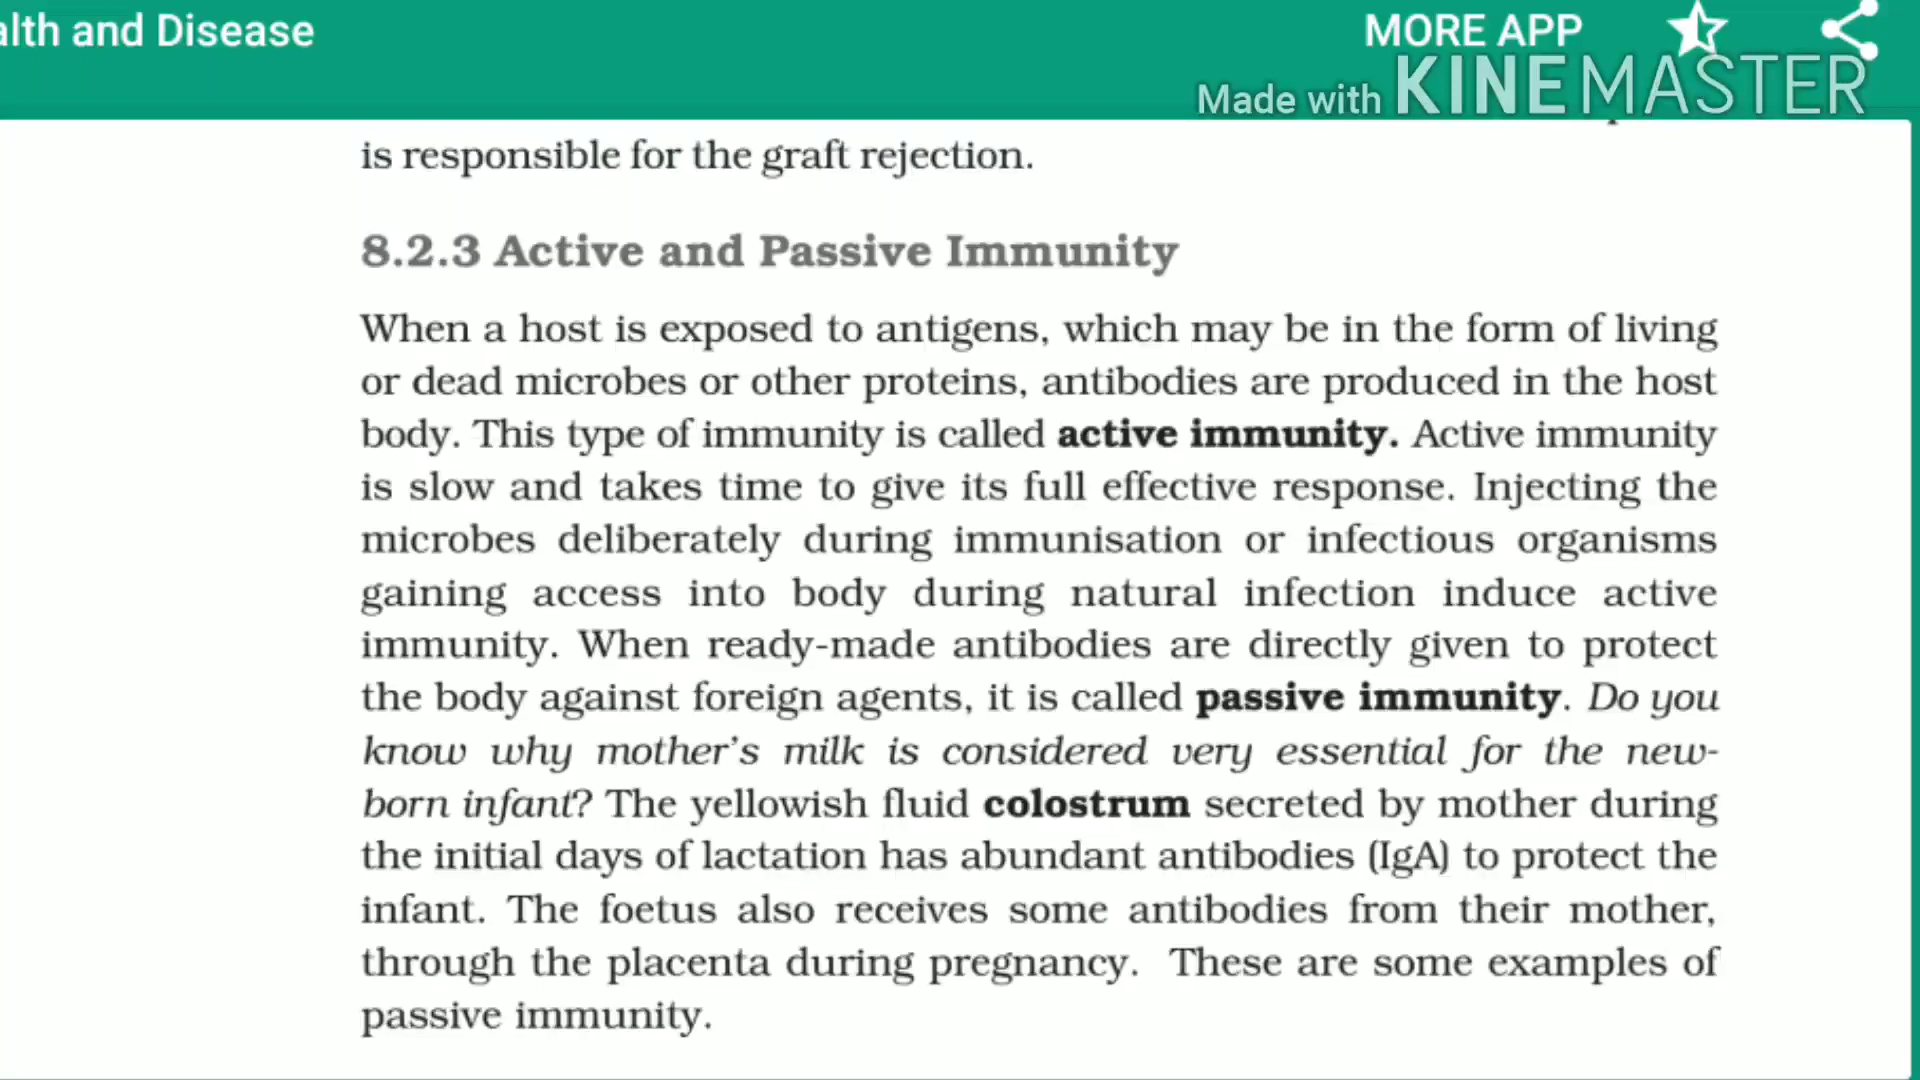 alth and Disease
MORE APP
Made with KINEMASTER
is responsible for the graft rejection.
8.2.3 Active and Passive Immunity
When a host is exposed to antigens, which may be in the form of living
or dead microbes or other proteins, antibodies are produced in the host
body. This type of immunity is called active immunity. Active immunity
is slow and takes time to give its full effective response. Injecting the
microbes deliberately during immunisation or infectious organisms
gaining access into body during natural infection induce active
immunity. When ready-made antibodies are directly given to protect
the body against foreign agents, it is called passive immunity. Do you
know why mother's milk is considered very essential for the new-
born infant? The yellowish fluid colostrum secreted by mother during
the initial days of lactation has abundant antibodies (IgA) to protect the
infant. The foetus also receives some antibodies from their mother,
through the placenta during pregnancy. These are some examples of
passive immunity.